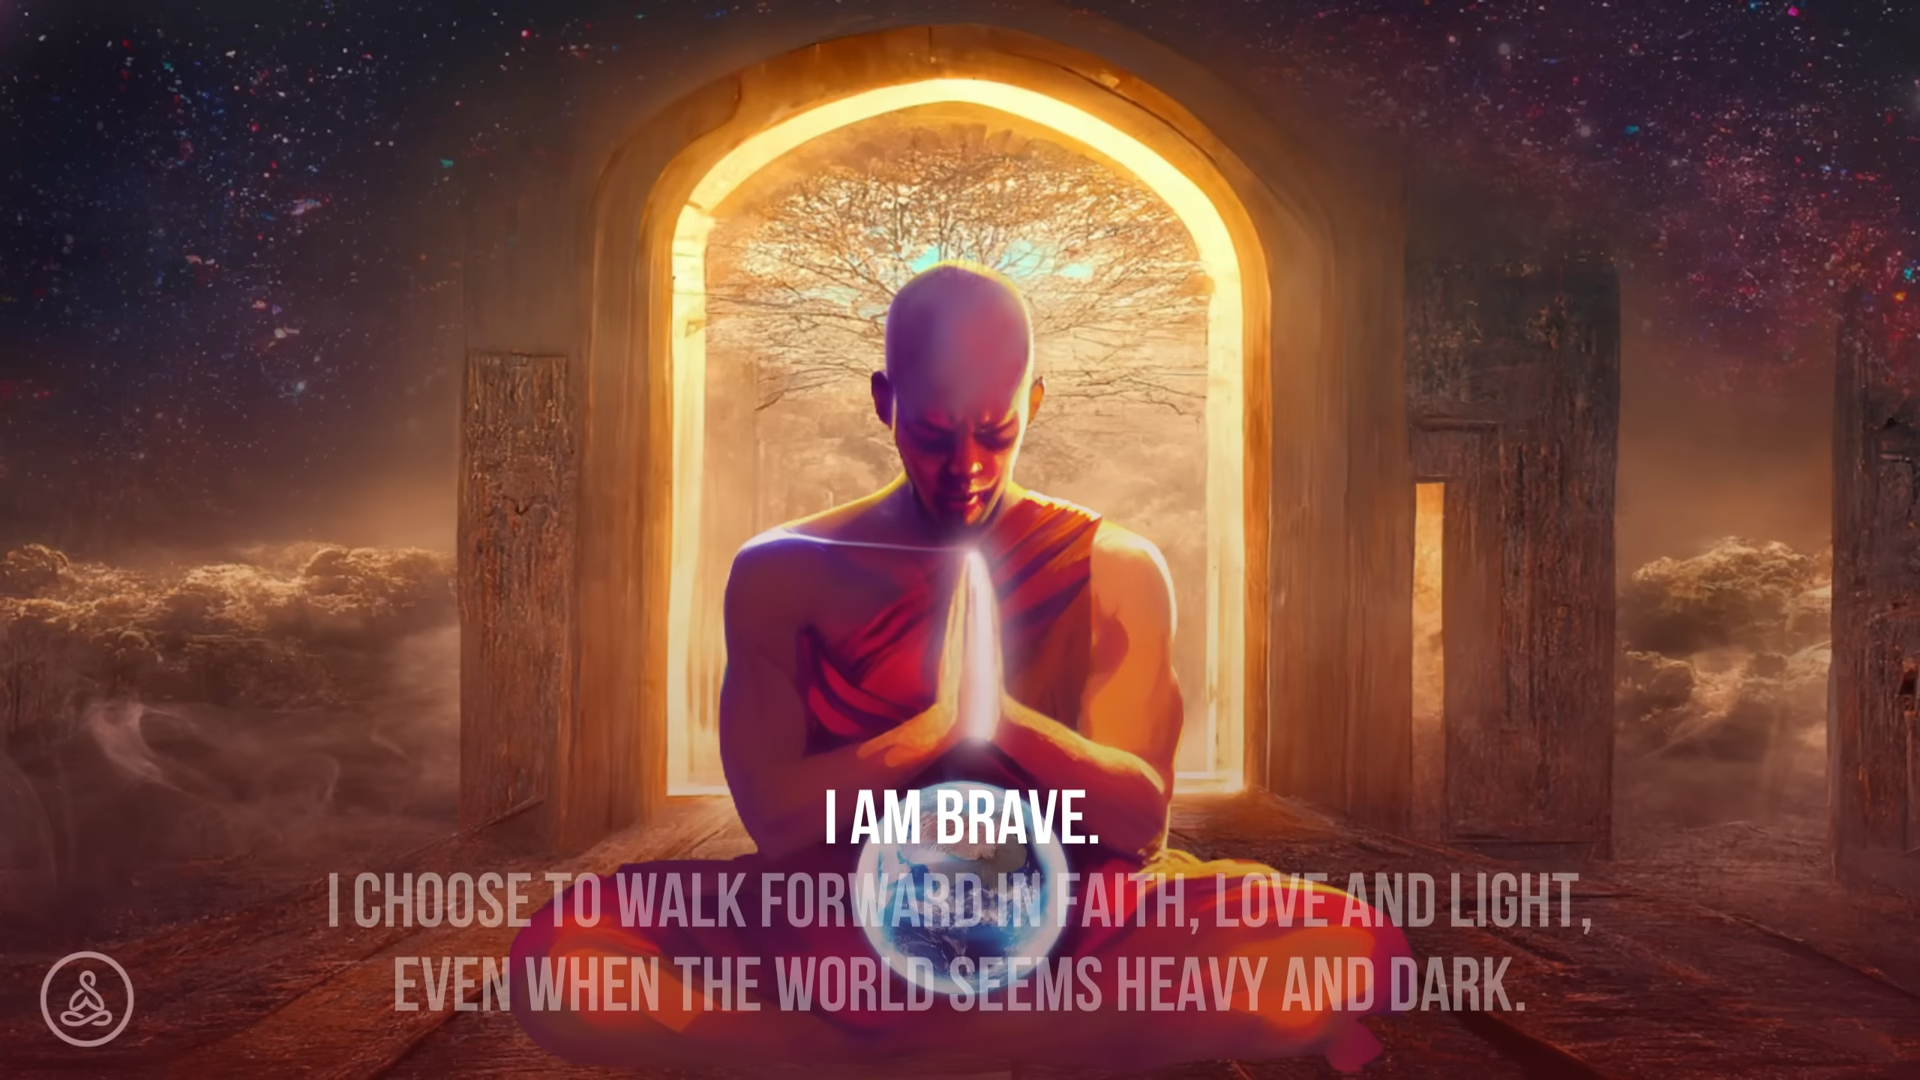 I AM BRAVE.
I CHOOSE TO WALK FORWARD IN FAITH, LOVE AND LIGHT,
EVEN WHEN THE WORLD SEEMS HEAVY AND DARK.